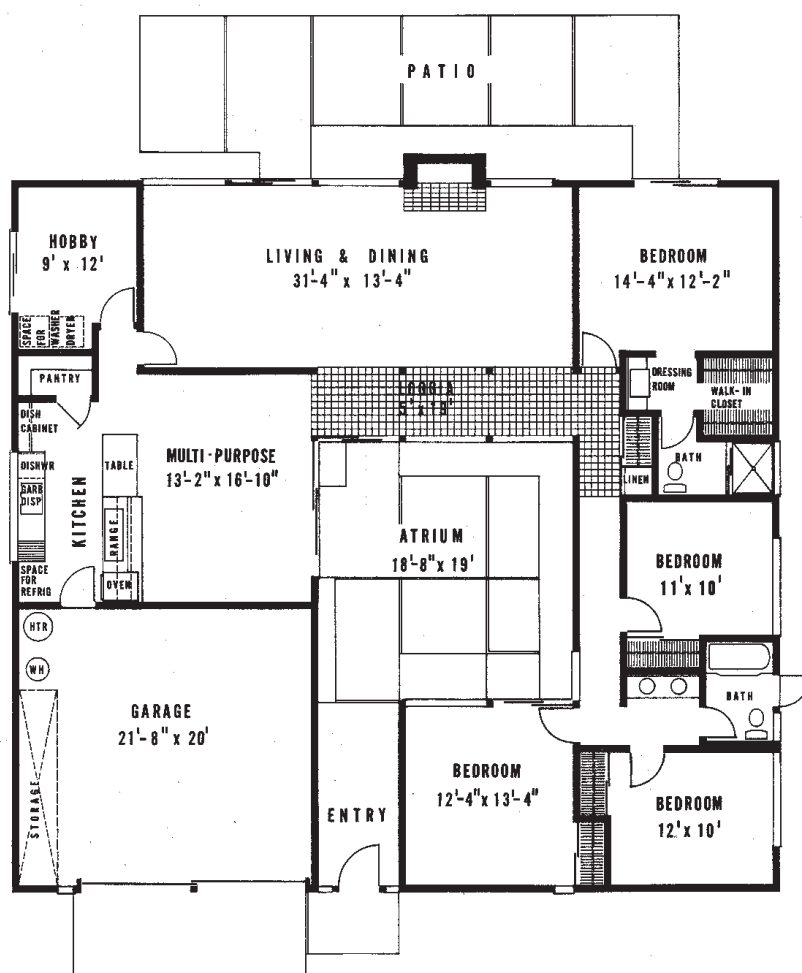 PATIO
HOBBY
9' x 12'
LIVING & DINING
31'-4" x 13'-4"
BEDROOM
14'-4" x 12'-2"
SPACE
FOR
WASHER
DRYER
PANTRY
LOGGIA
5' x 19'
DRESSING
ROOM
WALK-IN
CLOSET
DISH
CABINET
DISHWR
GARB
DISP
KITCHEN
TABLE
RANGE
OVEN
SPACE
FOR
REFRIG
MULTI-PURPOSE
13'-2" x 16'-10"
BATH
LINEN
ATRIUM
18'-8" x 19'
BEDROOM
11' x 10'
HTR
WH
GARAGE
21'-8" x 20'
STORAGE
BATH
ENTRY
BEDROOM
12'-4" x 13'-4"
BEDROOM
12' x 10'